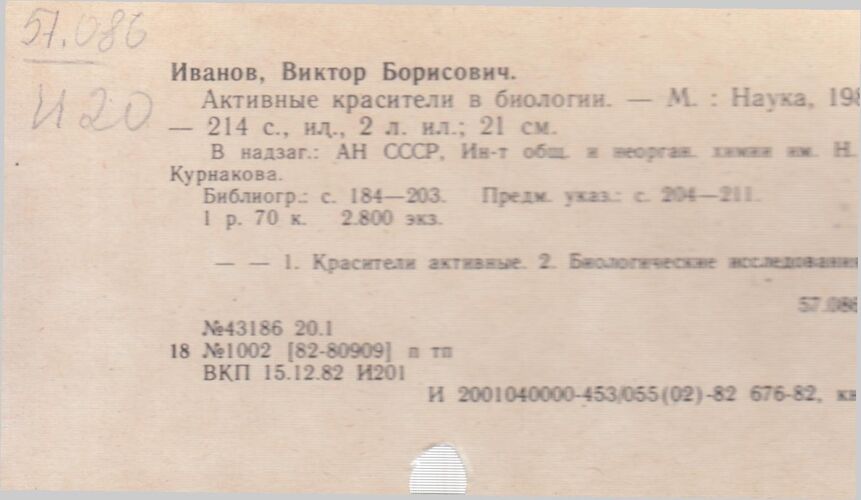 57.086
И 20
Иванов, Виктор Борисович.
Активные красители в биологии. — М. : Наука, 198
— 214 с., ил., 2 л. ил.; 21 см.
В надзаг.: АН СССР, Ин-т общ. и неорган. химии им. Н.
Курнакова.
Библиогр.: с. 184—203. Предм. указ.: с. 204—211.
1 р. 70 к. 2.800 экз.
— — 1. Красители активные. 2. Биологические исследования
57.086
№43186 20.1
18 №1002 [82-80909] п тп
ВКП 15.12.82 И201
И 2001040000-453/055(02)-82 676-82, кн